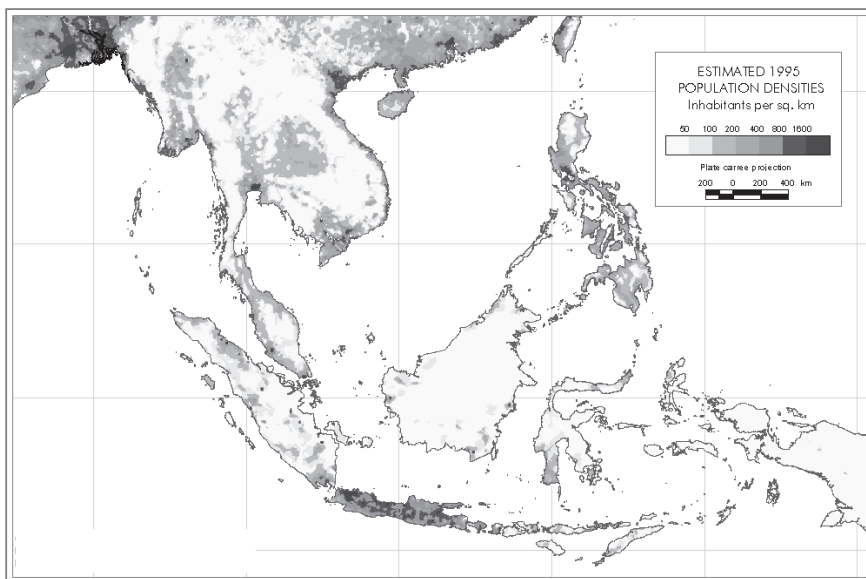 ESTIMATED 1995
POPULATION DENSITIES
Inhabitants per sq. km
50 100 200 400 800 1600
Plate carree projection
200 0 200 400 km